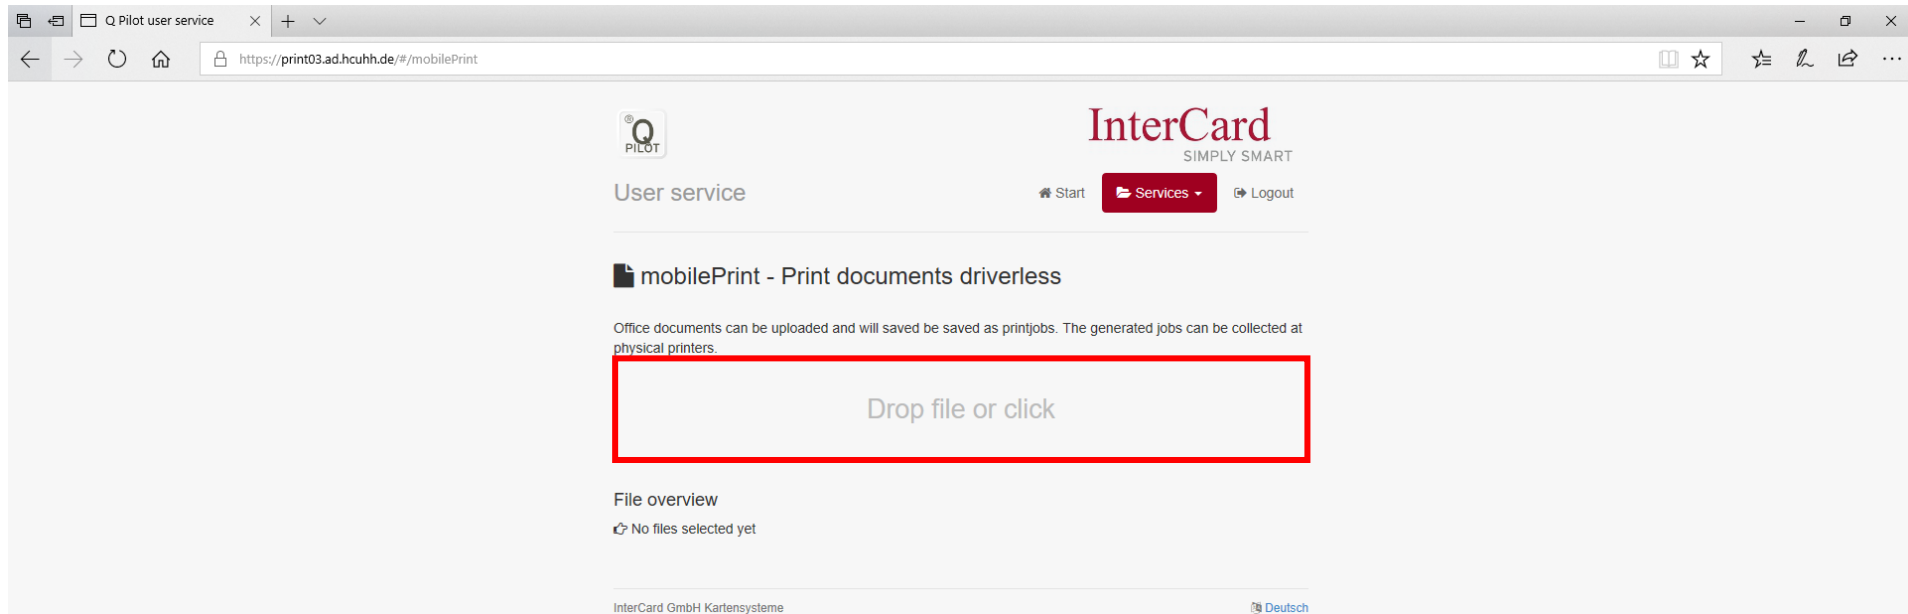 Q Pilot user service
https://print03.ad.hcuhh.de/#/mobilePrint
® Q PILOT
InterCard
SIMPLY SMART
User service
Start
Services
Logout
mobilePrint - Print documents driverless
Office documents can be uploaded and will saved be saved as printjobs. The generated jobs can be collected at
physical printers.
Drop file or click
File overview
No files selected yet
InterCard GmbH Kartensysteme
Deutsch